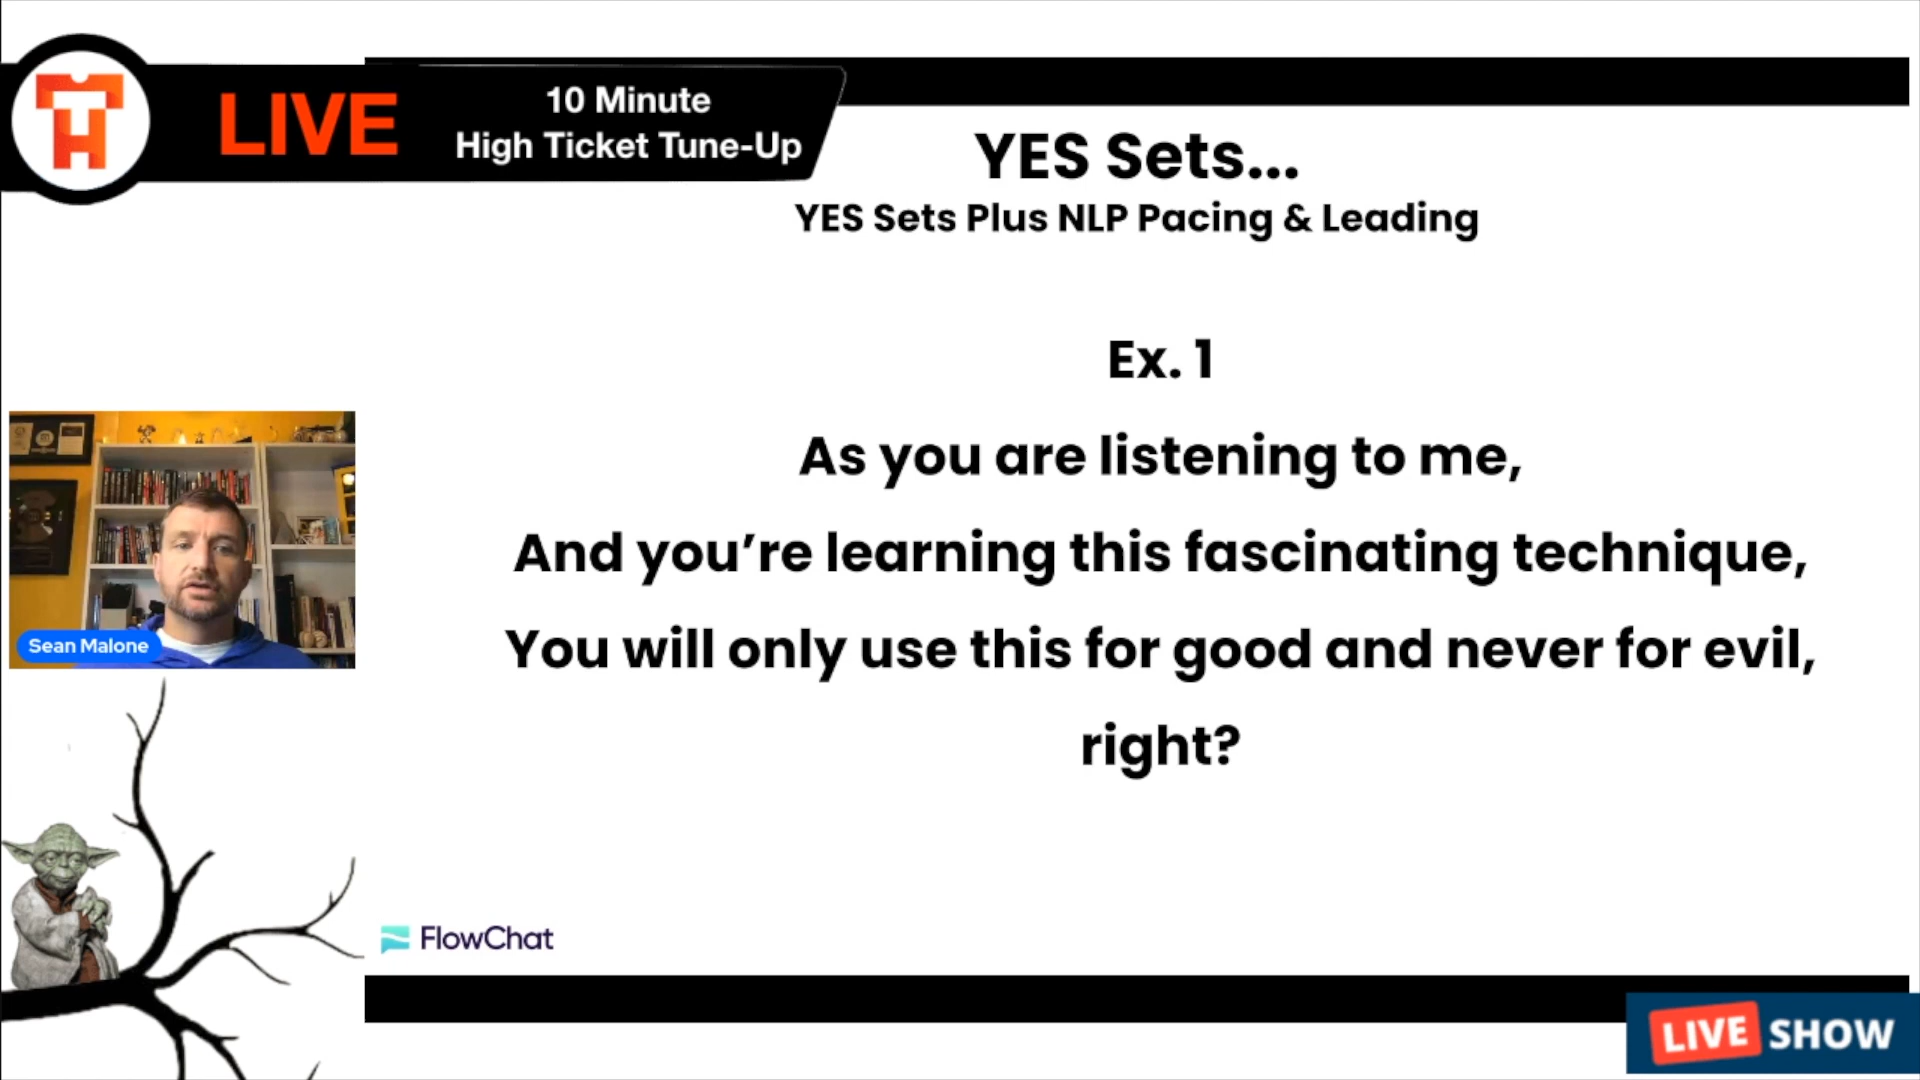 LIVE
10 Minute
High Ticket Tune-Up
YES Sets...
YES Sets Plus NLP Pacing & Leading
Ex. 1
As you are listening to me,
And you’re learning this fascinating technique,
You will only use this for good and never for evil,
right?
Sean Malone
FlowChat
LIVE SHOW